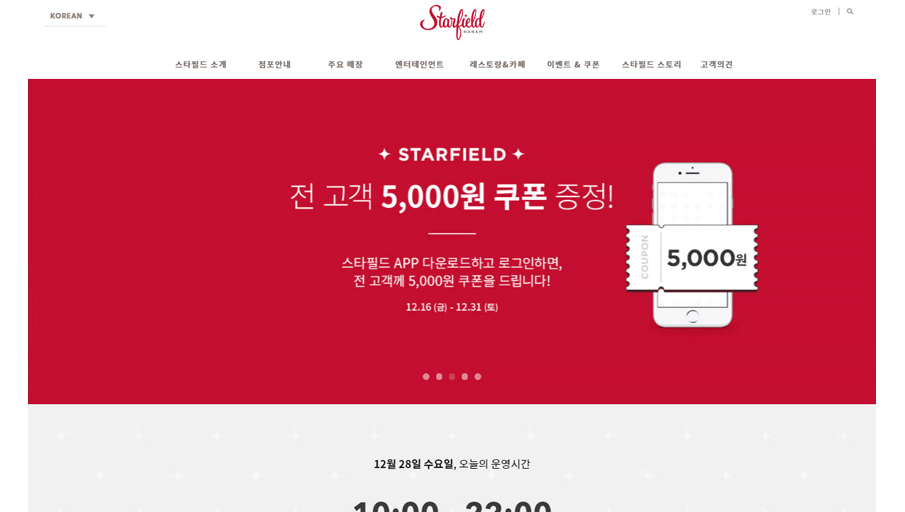 KOREAN
Starfield
HANAM
로그인
스타필드 소개 점포안내 주요 매장 엔터테인먼트 레스토랑&카페 이벤트 & 쿠폰 스타필드 스토리 고객의견
STARFIELD
전 고객 5,000원 쿠폰 증정!
스타필드 APP 다운로드하고 로그인하면,
전 고객께 5,000원 쿠폰을 드립니다!
12.16 (금) - 12.31 (토)
COUPON
5,000원
12월 28일 수요일, 오늘의 운영시간
10:00 - 22:00